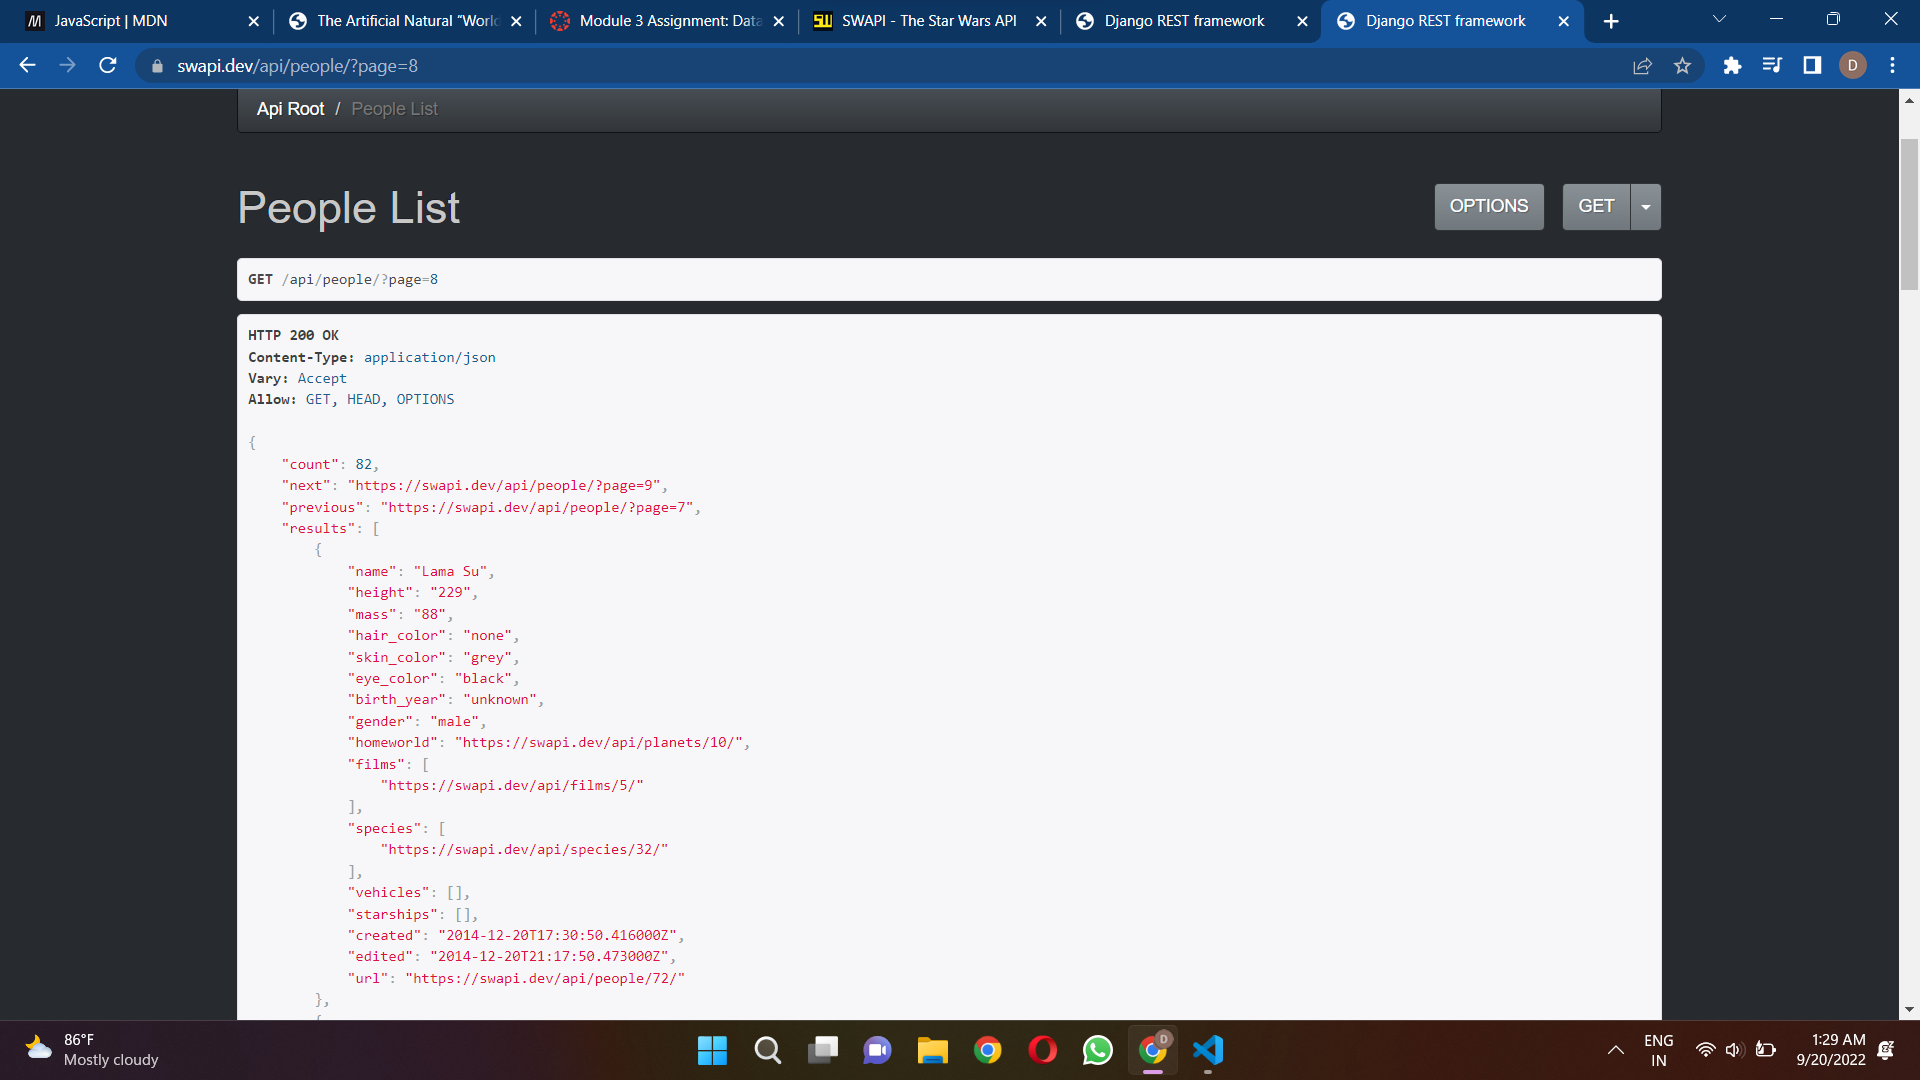 JavaScript | MDN
The Artificial Natural "World
Module 3 Assignment: Data
SW
SWAPI - The Star Wars API
Django REST framework
Django REST framework
swapi.dev/api/people/?page=8
D
Api Root / People List
People List
OPTIONS
GET
GET /api/people/?page=8
HTTP 200 OK
Content-Type: application/json
Vary: Accept
Allow: GET, HEAD, OPTIONS
{
"count": 82,
"next": "https://swapi.dev/api/people/?page=9",
"previous": "https://swapi.dev/api/people/?page=7",
"results": [
{
"name": "Lama Su",
"height": "229",
"mass": "88",
"hair_color": "none",
"skin_color": "grey",
"eye_color": "black",
"birth_year": "unknown",
"gender": "male",
"homeworld": "https://swapi.dev/api/planets/10/",
"films": [
"https://swapi.dev/api/films/5/"
],
"species": [
"https://swapi.dev/api/species/32/"
],
"vehicles": [],
"starships": [],
"created": "2014-12-20T17:30:50.416000Z",
"edited": "2014-12-20T21:17:50.473000Z",
"url": "https://swapi.dev/api/people/72/"
},
{
86°F
Mostly cloudy
D
ENG
IN
1:29 AM
9/20/2022